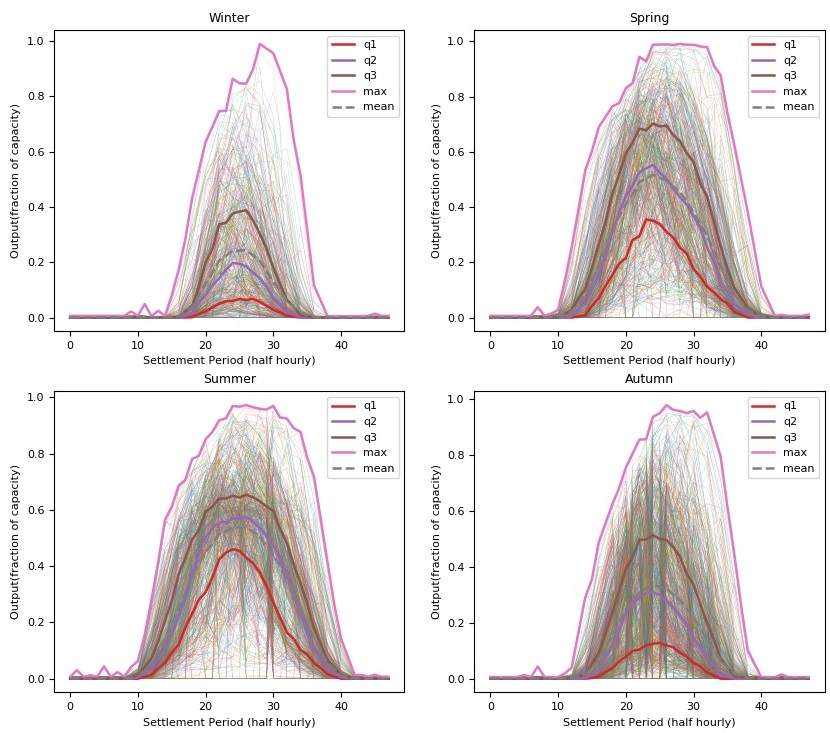 Winter
Output(fraction of capacity)
1.0
0.8
0.6
0.4
0.2
0.0
q1
q2
q3
max
mean
0 10 20 30 40
Settlement Period (half hourly)
Spring
Output(fraction of capacity)
1.0
0.8
0.6
0.4
0.2
0.0
q1
q2
q3
max
mean
0 10 20 30 40
Settlement Period (half hourly)
Summer
Output(fraction of capacity)
1.0
0.8
0.6
0.4
0.2
0.0
q1
q2
q3
max
mean
0 10 20 30 40
Settlement Period (half hourly)
Autumn
Output(fraction of capacity)
1.0
0.8
0.6
0.4
0.2
0.0
q1
q2
q3
max
mean
0 10 20 30 40
Settlement Period (half hourly)